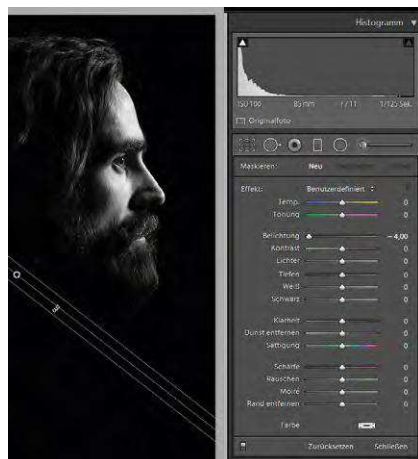 Histogramm
ISO 100 85 mm f / 11 1/125 Sek.
Originalfoto
Maskieren: Neu
Effekt: Benutzerdefiniert
Temp. 0
Tönung 0
Belichtung - 4,00
Kontrast 0
Lichter 0
Tiefen 0
Weiß 0
Schwarz 0
Klarheit 0
Dunst entfernen 0
Sättigung 0
Schärfe 0
Rauschen 0
Moiré 0
Rand entfernen 0
Farbe
Zurücksetzen Schließen